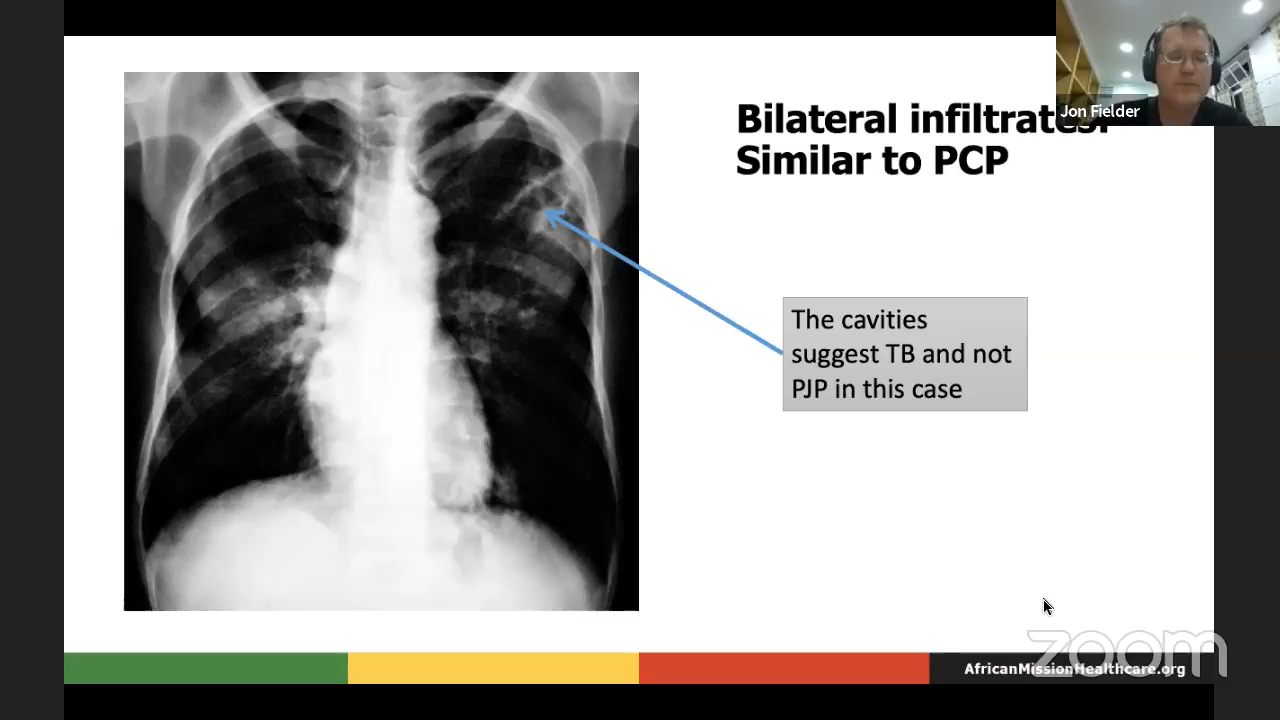 Bilateral infiltrates:
Similar to PCP
Jon Fielder
The cavities
suggest TB and not
PJP in this case
AfricanMissionHealthcare.org
zoom